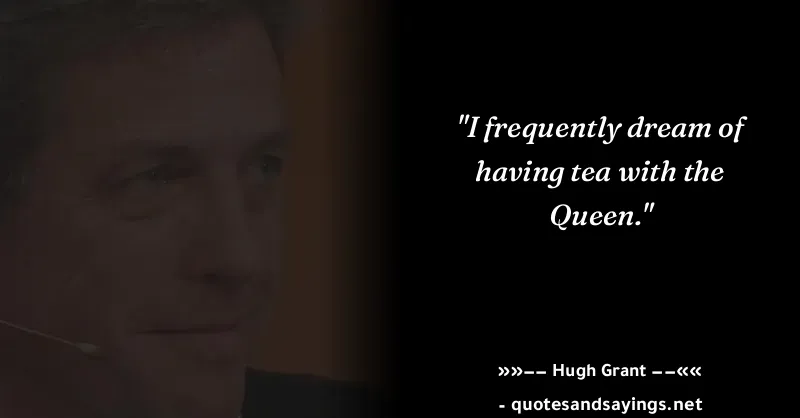 "I frequently dream of
having tea with the
Queen."
»»–– Hugh Grant ––««
- quotesandsayings.net